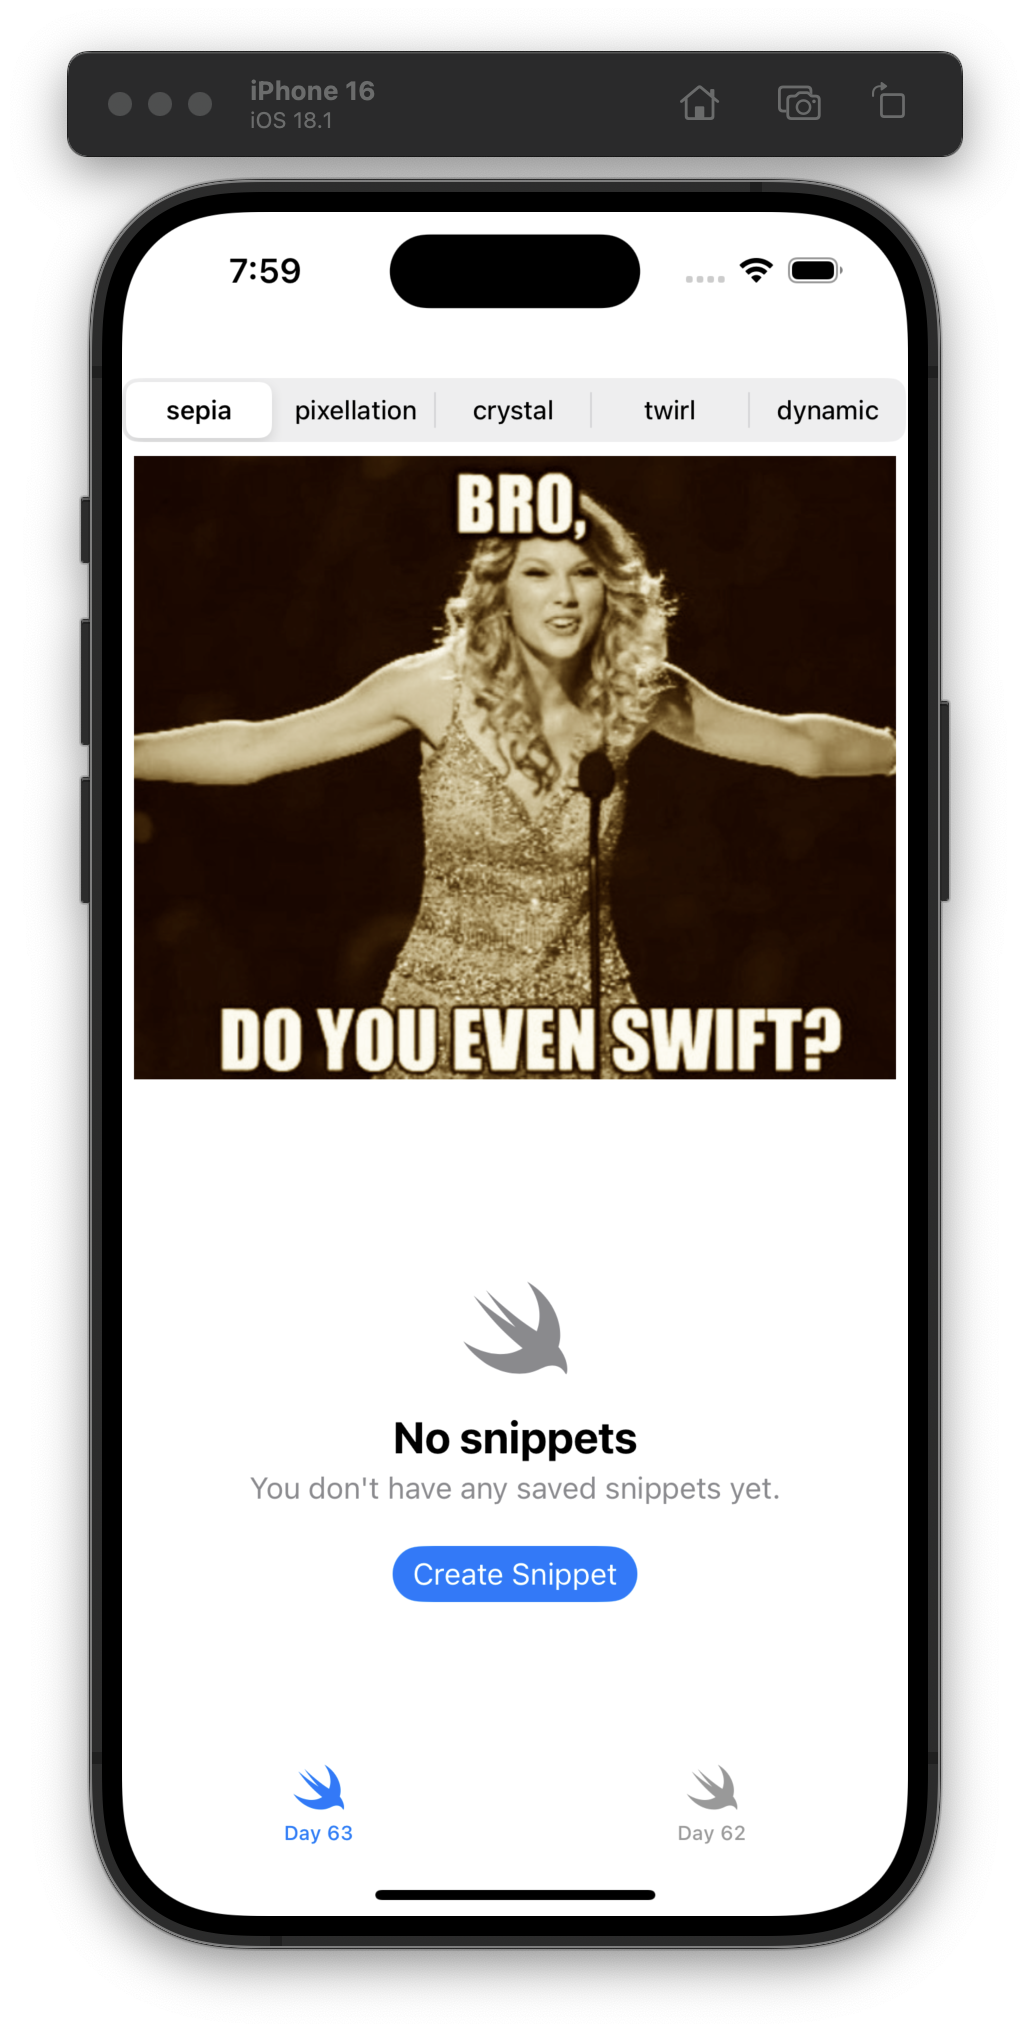 iPhone 16
iOS 18.1
7:59
sepia pixellation crystal twirl dynamic
BRO,
DO YOU EVEN SWIFT?
No snippets
You don't have any saved snippets yet.
Create Snippet
Day 63 Day 62